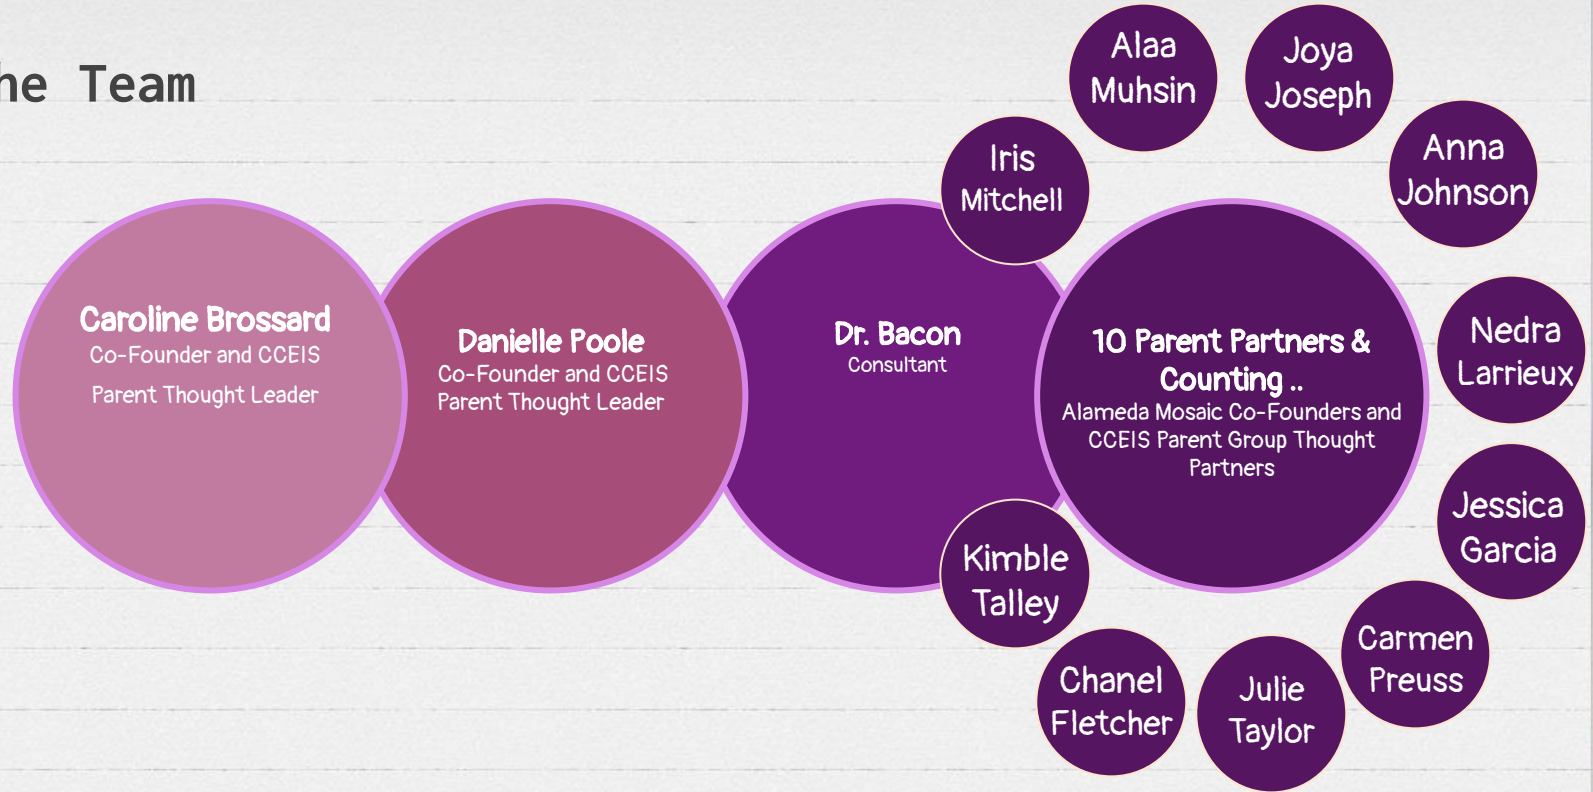 he Team
Caroline Brossard
Co-Founder and CCEIS
Parent Thought Leader
Danielle Poole
Co-Founder and CCEIS
Parent Thought Leader
Dr. Bacon
Consultant
10 Parent Partners &
Counting ..
Alameda Mosaic Co-Founders and
CCEIS Parent Group Thought
Partners
Iris
Mitchell
Alaa
Muhsin
Joya
Joseph
Anna
Johnson
Nedra
Larrieux
Jessica
Garcia
Carmen
Preuss
Julie
Taylor
Chanel
Fletcher
Kimble
Talley